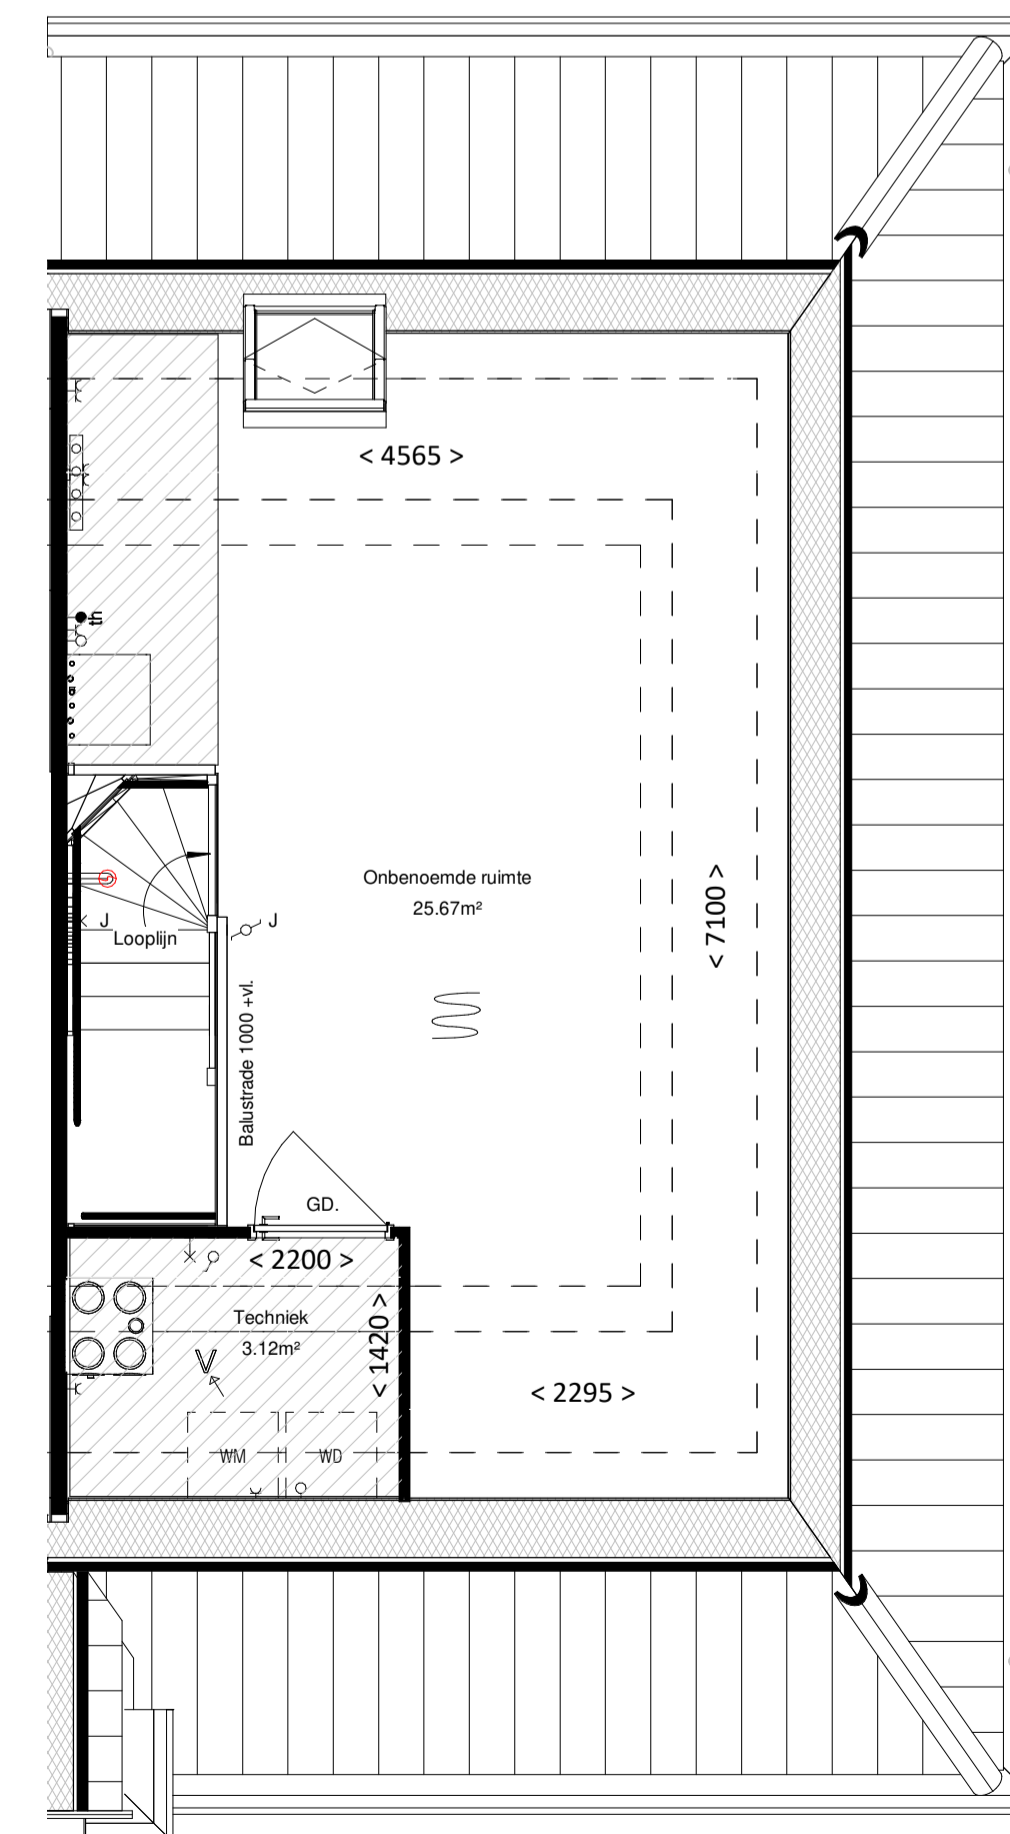 < 4565 >
th
Onbenoemde ruimte
25.67m²
< 7100 >
J
J
Looplijn
Balustrade 1000 +vl.
GD.
< 2200 >
Techniek
3.12m²
< 1420 >
V
< 2295 >
WM
WD